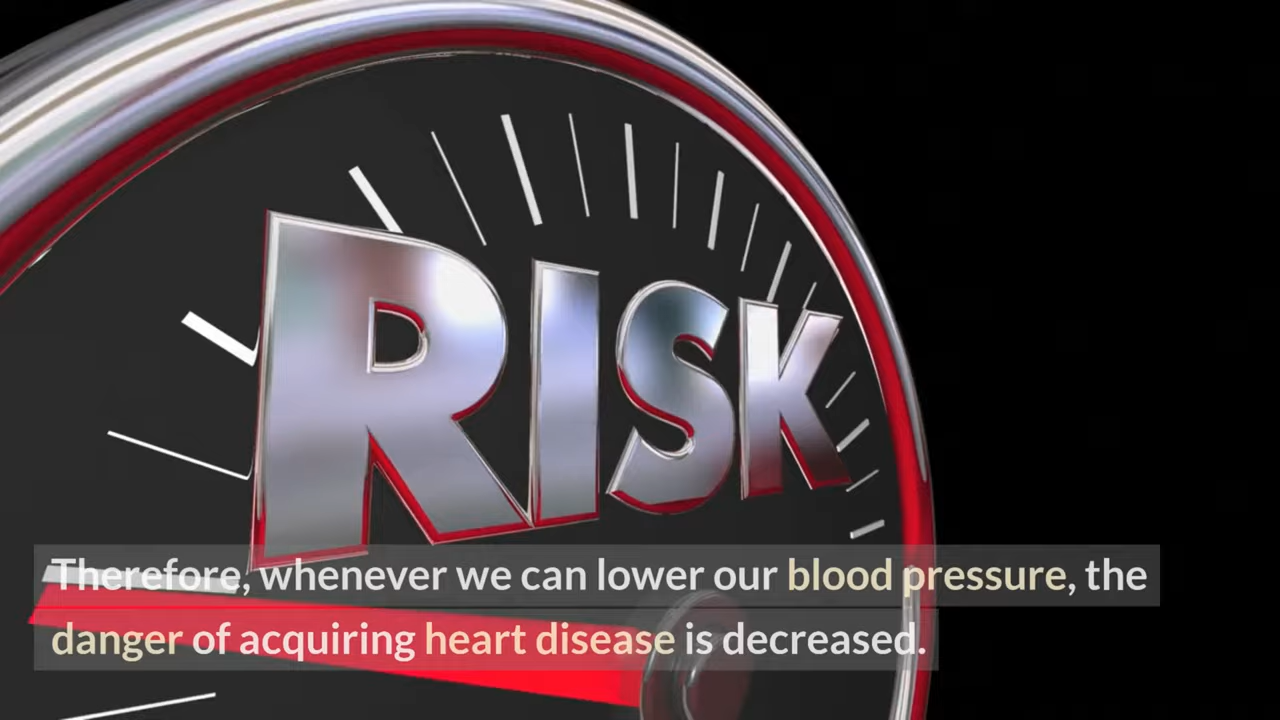 RISK
Therefore, whenever we can lower our blood pressure, the
danger of acquiring heart disease is decreased.